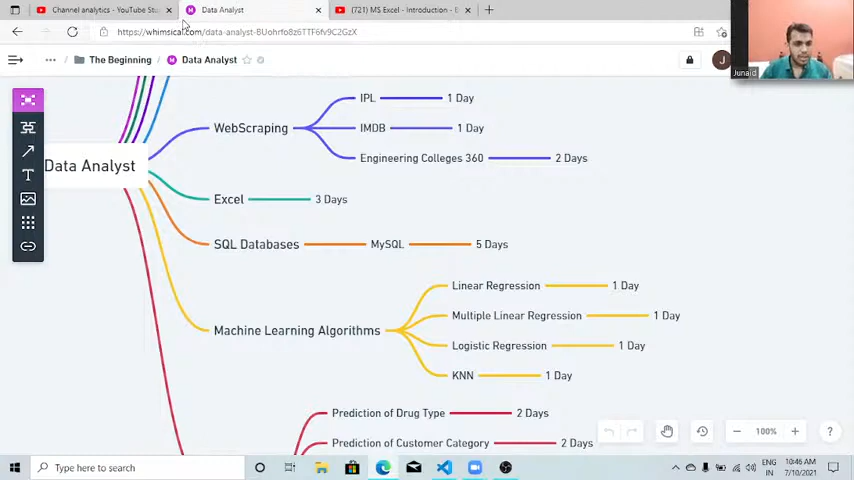 Channel analytics - YouTube Stu
Data Analyst
(721) MS Excel - Introduction - E
https://whimsical.com/data-analyst-BUohrfo8z6TTF6fv9C2GzX
The Beginning / Data Analyst
J
Junaid
WebScraping
IPL 1 Day
IMDB 1 Day
Engineering Colleges 360 2 Days
Data Analyst
Excel 3 Days
SQL Databases MySQL 5 Days
Machine Learning Algorithms
Linear Regression 1 Day
Multiple Linear Regression 1 Day
Logistic Regression 1 Day
KNN 1 Day
Prediction of Drug Type 2 Days
Prediction of Customer Category 2 Days
100%
Type here to search
ENG
IN
10:46 AM
7/10/2021